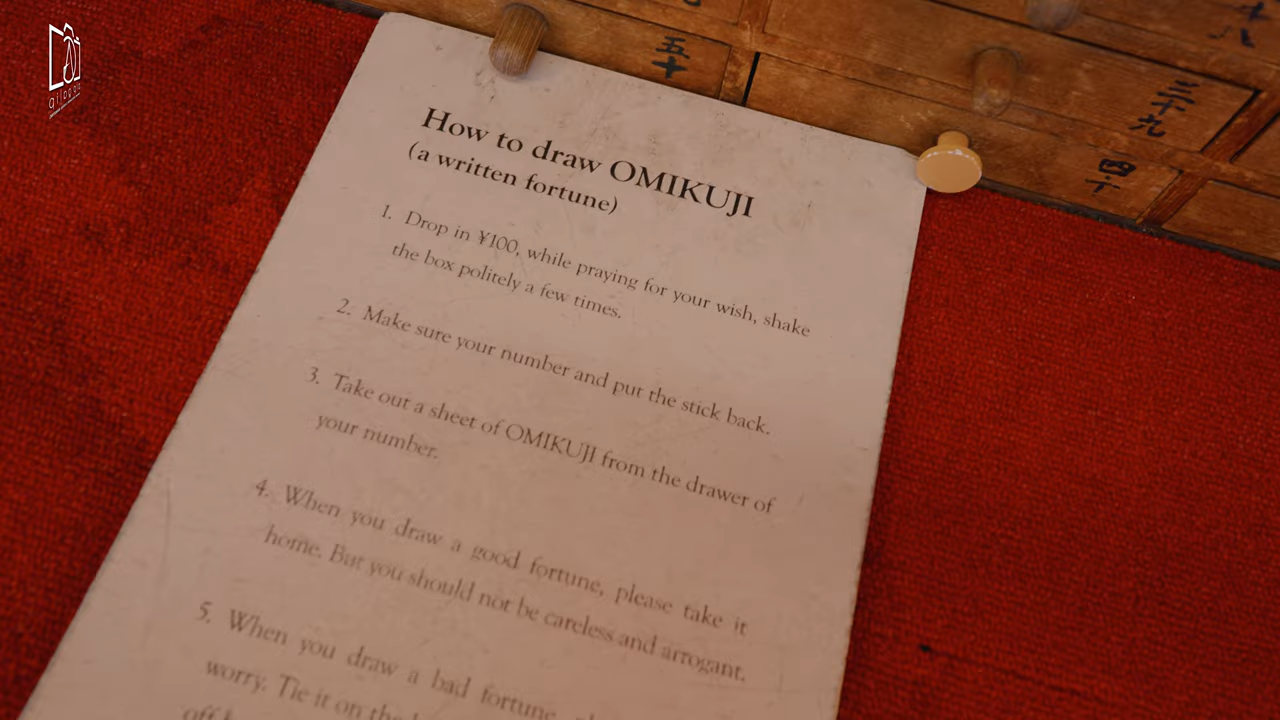 五十
三十九
四十
How to draw OMIKUJI
(a written fortune)
1. Drop in ¥100, while praying for your wish, shake
the box politely a few times.
2. Make sure your number and put the stick back.
3. Take out a sheet of OMIKUJI from the drawer of
your number.
4. When you draw a good fortune, please take it
home. But you should not be careless and arrogant.
5. When you draw a bad fortune,
worry. Tie it on the
off